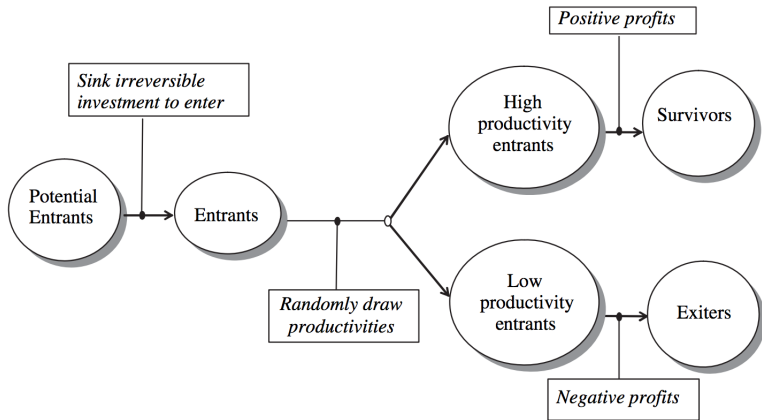 Positive profits
Sink irreversible
investment to enter
High
productivity
entrants
Survivors
Potential
Entrants
Entrants
Randomly draw
productivities
Low
productivity
entrants
Exiters
Negative profits